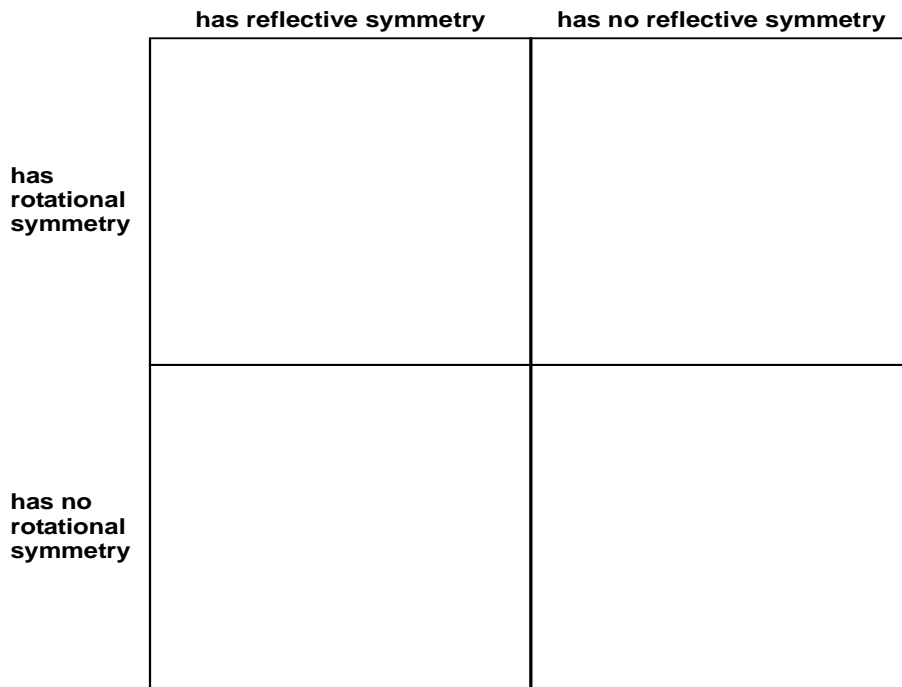 has reflective symmetry
has no reflective symmetry
has
rotational
symmetry
has no
rotational
symmetry